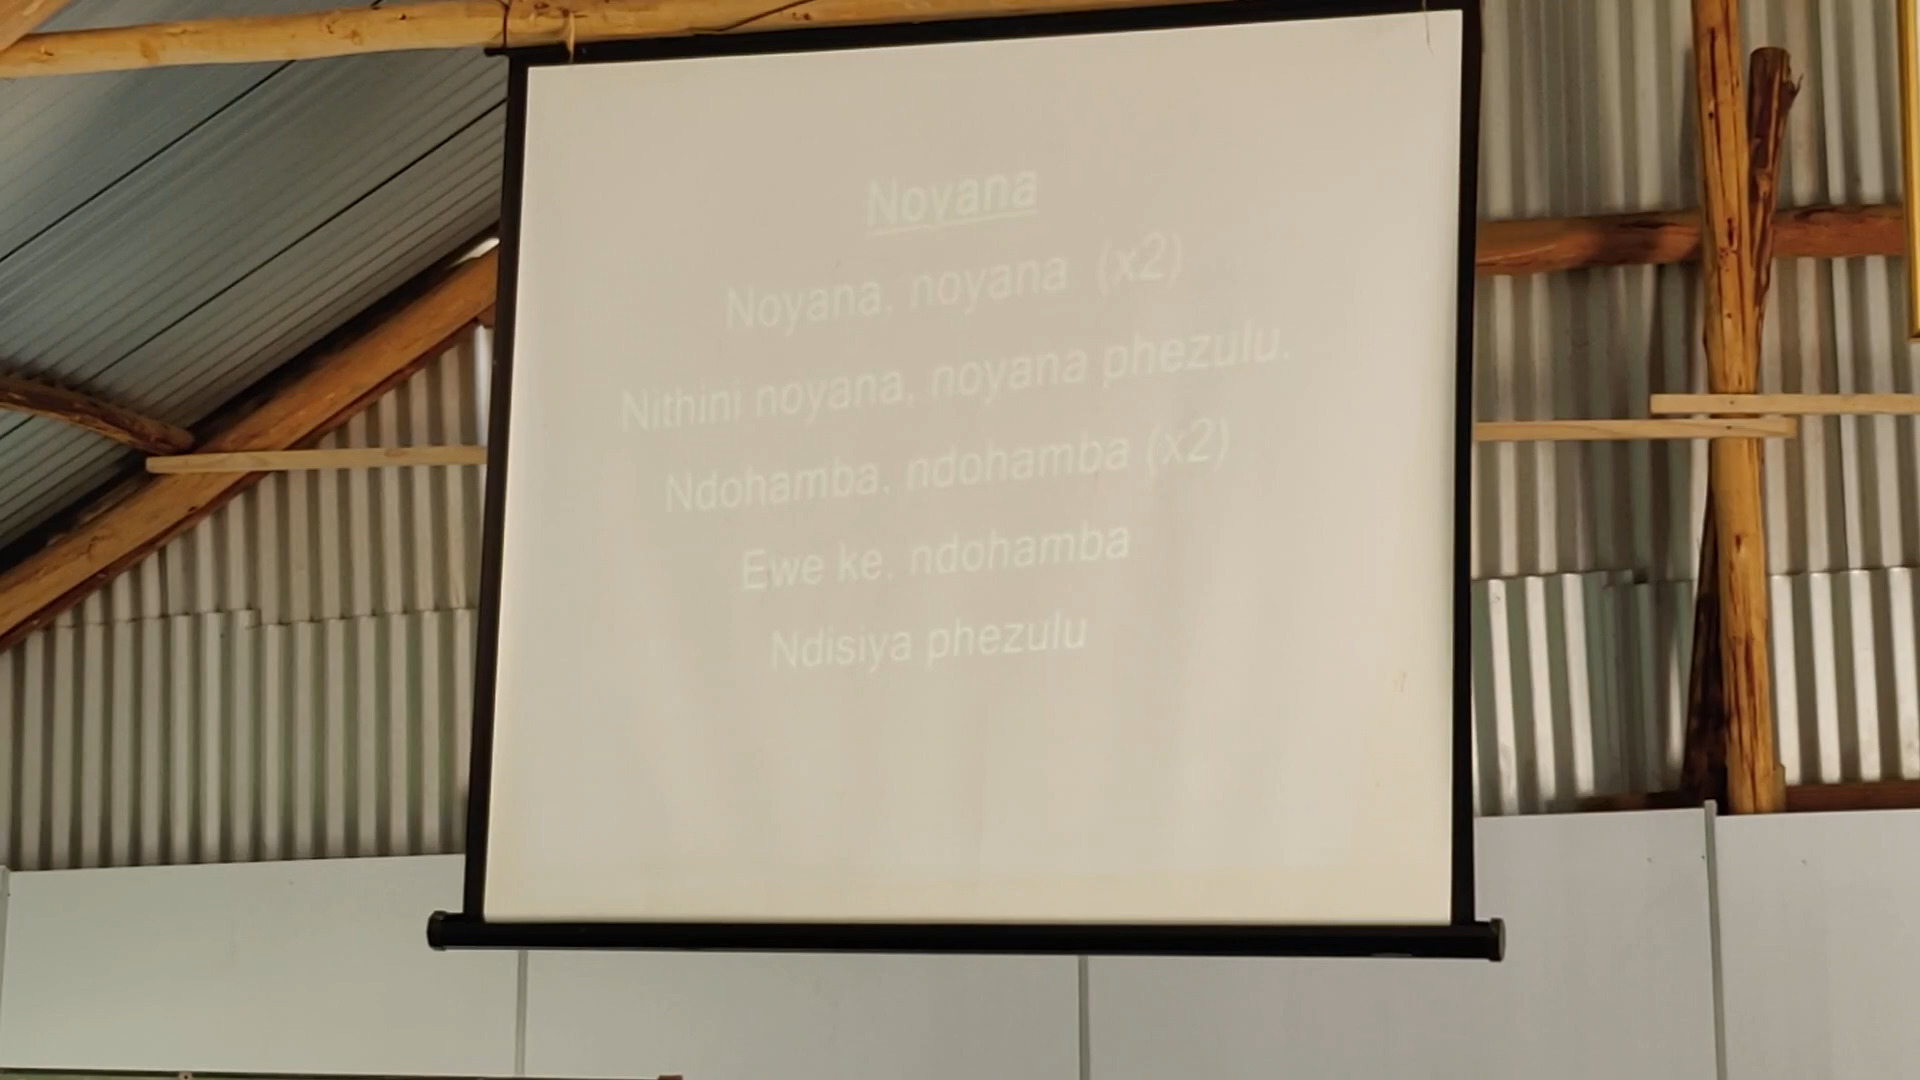 Noyana
Noyana, noyana (x2)
Nithini noyana, noyana phezulu.
Ndohamba, ndohamba (x2)
Ewe ke, ndohamba
Ndisiya phezulu